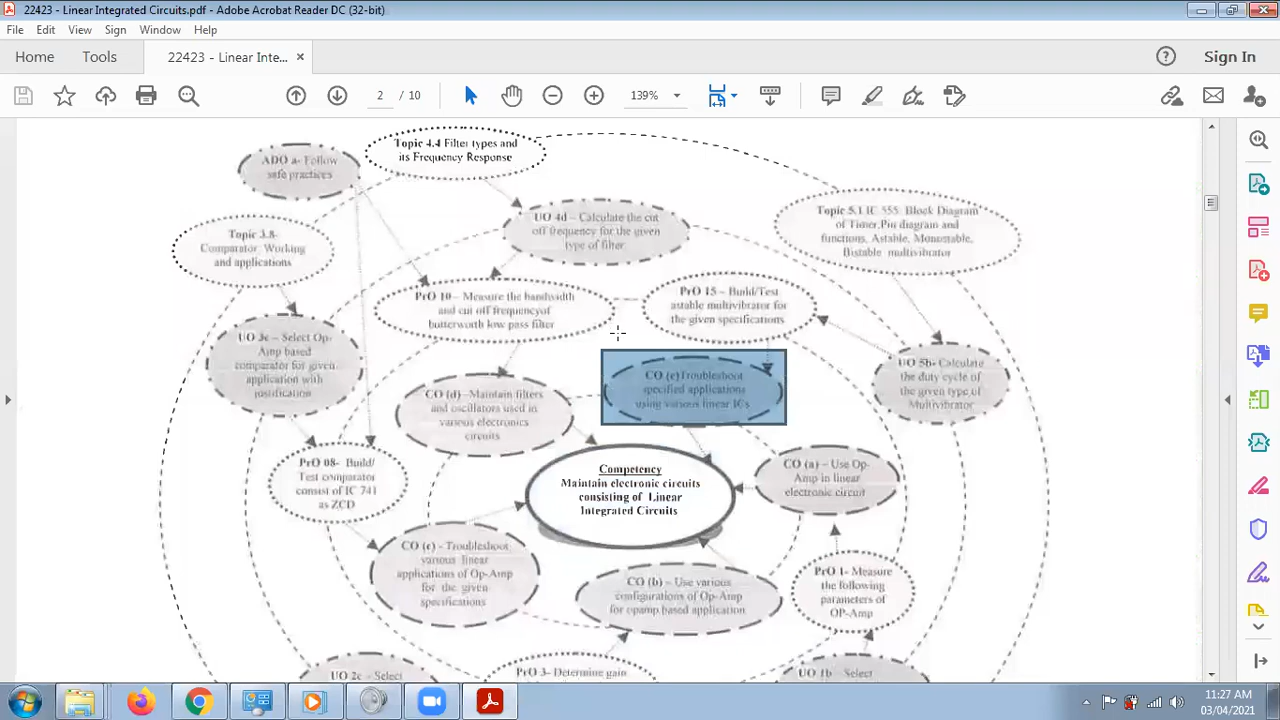 22423 - Linear Integrated Circuits.pdf - Adobe Acrobat Reader DC (32-bit)
File Edit View Sign Window Help
Home Tools 22423 - Linear Inte... × Sign In
2 / 10 139%
Topic 4.4 Filter types and
its Frequency Response
ADO a- Follow
safe practices
UO 4d – Calculate the cut
off frequency for the given
type of filter
Topic 5.1 IC 555: Block Diagram
of Timer,Pin diagram and
functions, Astable, Monostable,
Bistable multivibrator
Topic 3.8-
Comparator, Working
and applications
PrO 10 – Measure the bandwidth
and cut off frequencyof
butterworth low pass filter
PrO 15 – Build/Test
astable multivibrator for
the given specifications
UO 3c – Select Op-
Amp based
comparator for given
application with
justification
CO (e)Troubleshoot
specified applications
using various linear ICs
UO 5b- Calculate
the duty cycle of
the given type of
Multivibrator
CO (d) –Maintain filters
and oscillators used in
various electronics
circuits
PrO 08- Build/
Test comparator
consist of IC 741
as ZCD
Competency
Maintain electronic circuits
consisting of Linear
Integrated Circuits
CO (a) – Use Op-
Amp in linear
electronic circuit
CO (c) - Troubleshoot
various linear
applications of Op-Amp
for the given
specifications
CO (b) – Use various
configurations of Op-Amp
for opamp based application
PrO 1- Measure
the following
parameters of
OP-Amp
UO 2c – Select
PrO 3- Determine gain
UO 1b - Select
11:27 AM
03/04/2021